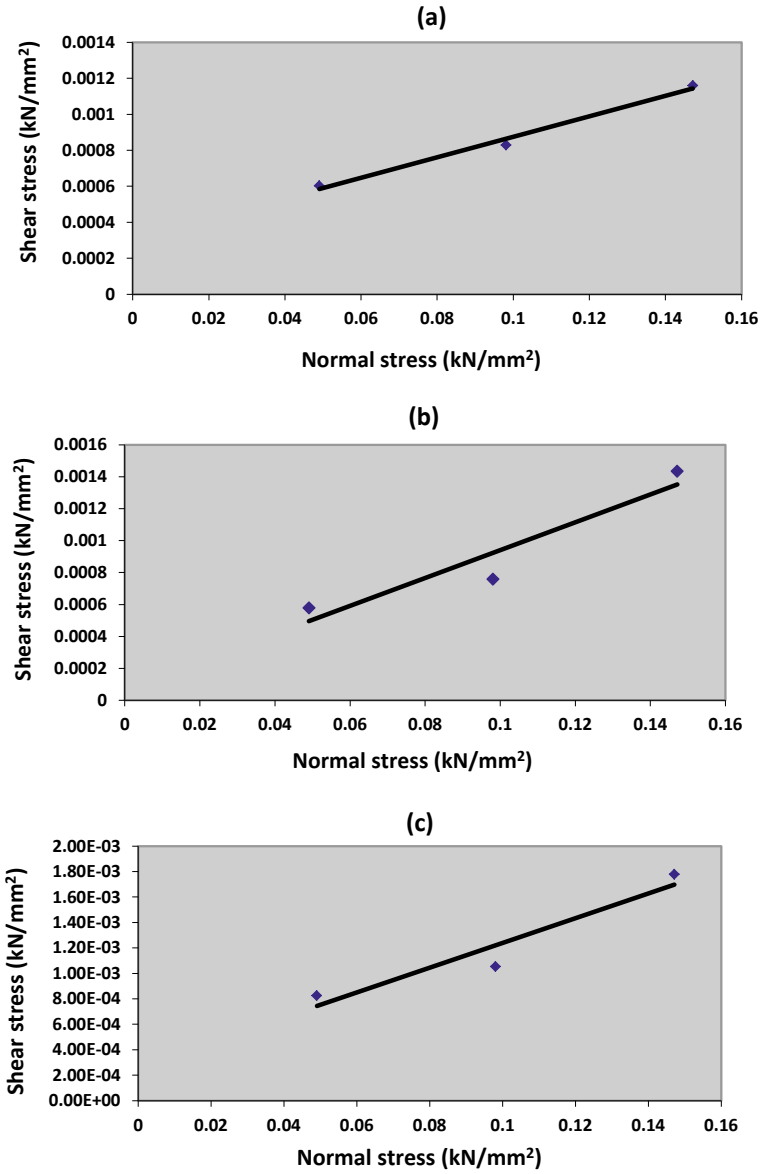 (a)
Shear stress (kN/mm²)
0.0014
0.0012
0.001
0.0008
0.0006
0.0004
0.0002
0
0 0.02 0.04 0.06 0.08 0.1 0.12 0.14 0.16
Normal stress (kN/mm²)
(b)
Shear stress (kN/mm²)
0.0016
0.0014
0.0012
0.001
0.0008
0.0006
0.0004
0.0002
0
0 0.02 0.04 0.06 0.08 0.1 0.12 0.14 0.16
Normal stress (kN/mm²)
(c)
Shear stress (kN/mm²)
2.00E-03
1.80E-03
1.60E-03
1.40E-03
1.20E-03
1.00E-03
8.00E-04
6.00E-04
4.00E-04
2.00E-04
0.00E+00
0 0.02 0.04 0.06 0.08 0.1 0.12 0.14 0.16
Normal stress (kN/mm²)